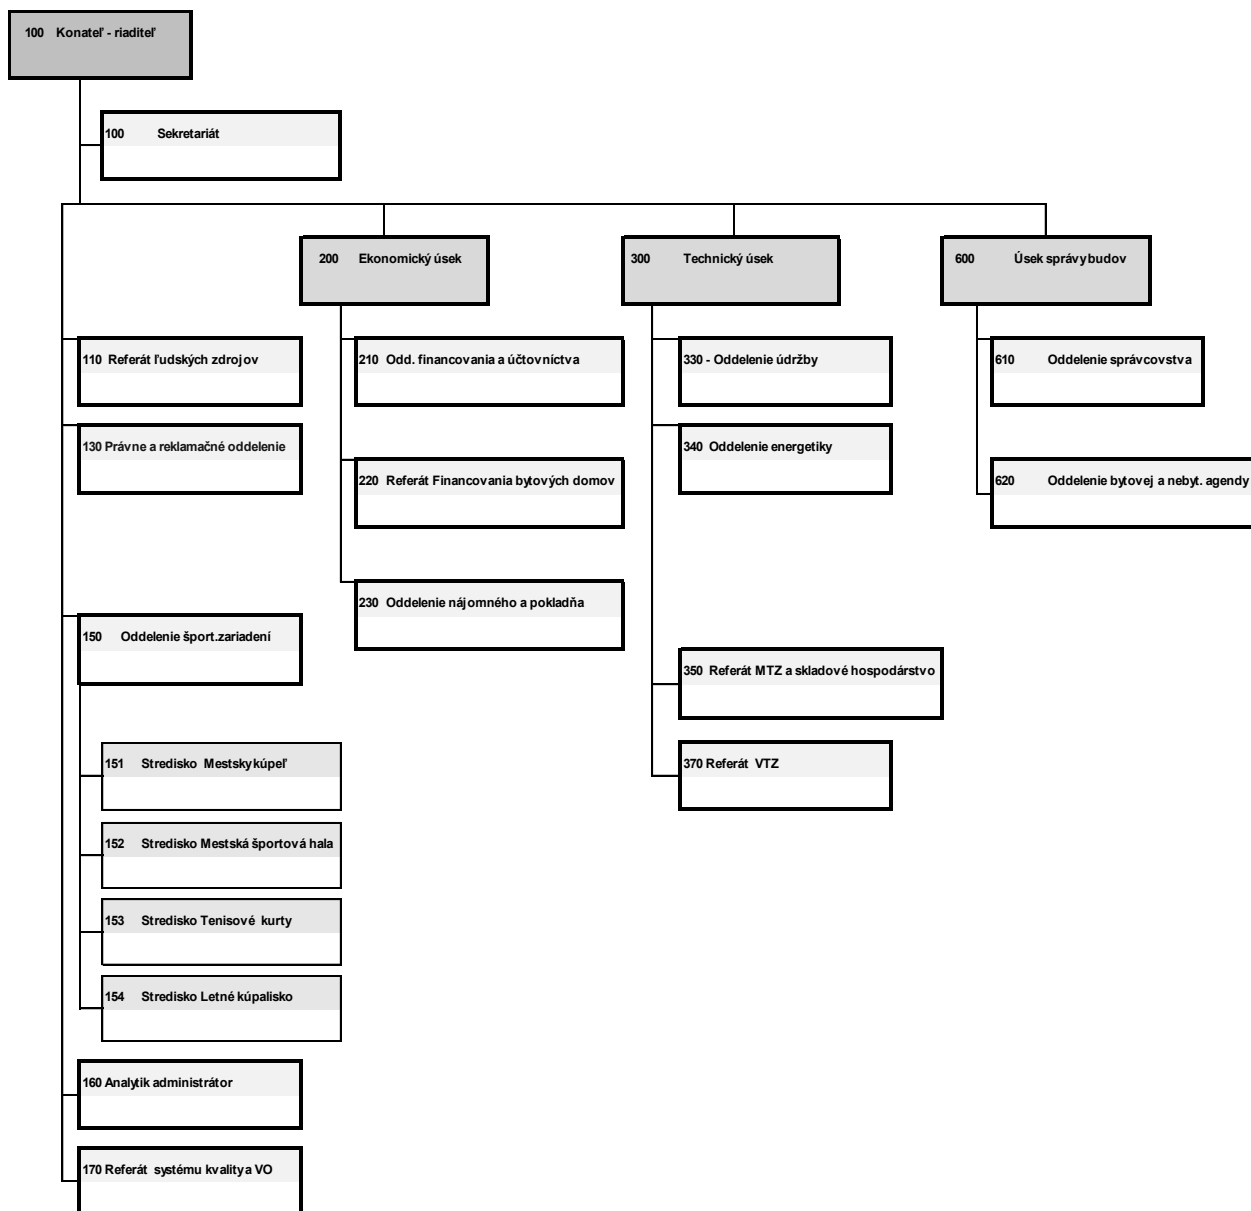 100 Konateľ - riaditeľ
100 Sekretariát
200 Ekonomický úsek
300 Technický úsek
600 Úsek správy budov
110 Referát ľudských zdrojov
130 Právne a reklamačné oddelenie
150 Oddelenie šport.zariadení
151 Stredisko Mestsky kúpeľ
152 Stredisko Mestská športová hala
153 Stredisko Tenisové kurty
154 Stredisko Letné kúpalisko
160 Analytik administrátor
170 Referát systému kvality a VO
210 Odd. financovania a účtovníctva
220 Referát Financovania bytových domov
230 Oddelenie nájomného a pokladňa
330 - Oddelenie údržby
340 Oddelenie energetiky
350 Referát MTZ a skladové hospodárstvo
370 Referát VTZ
610 Oddelenie správcovstva
620 Oddelenie bytovej a nebyt. agendy